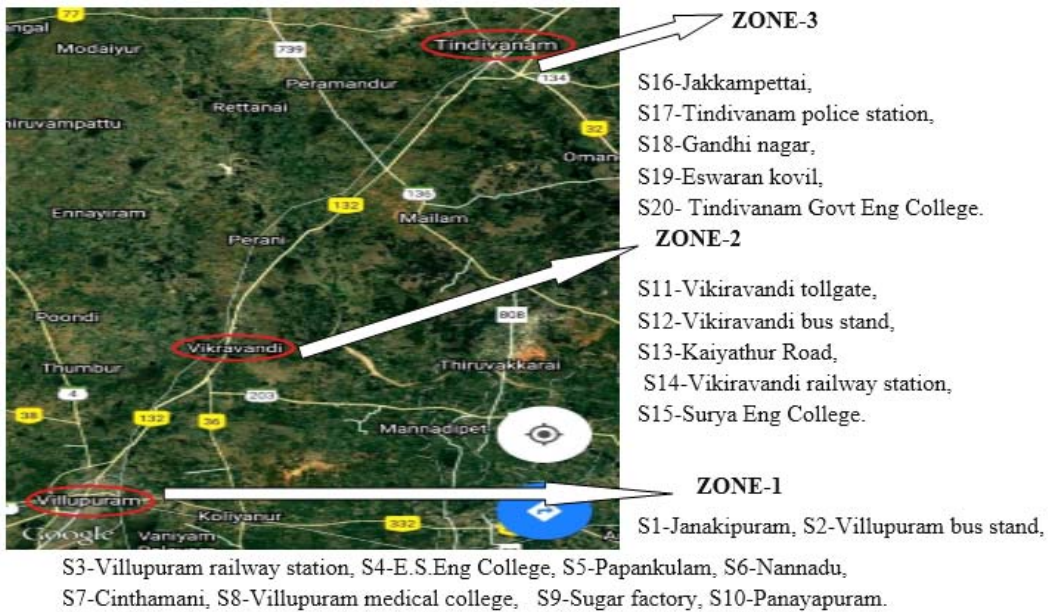 77
ZONE-3
Tindivanam
Modaiyur
739
134
Peramandur
S16-Jakkampettai,
Rettanai
S17-Tindivanam police station,
hiruvampattu
32
S18-Gandhi nagar,
Oman
S19-Eswaran kovil,
136
132
S20- Tindivanam Govt Eng College.
Ennayiram
Mailam
Perani
ZONE-2
S11-Vikiravandi tollgate,
Poondi
808
S12-Vikiravandi bus stand,
Vikravandi
S13-Kaiyathur Road,
Thumbur
Thiruvakkarai
S14-Vikiravandi railway station,
4
203
38
132
36
S15-Surya Eng College.
Mannadipet
ZONE-1
Villupuram
Koliyanur
S1-Janakipuram, S2-Villupuram bus stand,
332
Google
Vaniyam
S3-Villupuram railway station, S4-E.S.Eng College, S5-Papankulam, S6-Nannadu,
S7-Cinthamani, S8-Villupuram medical college, S9-Sugar factory, S10-Panayapuram.